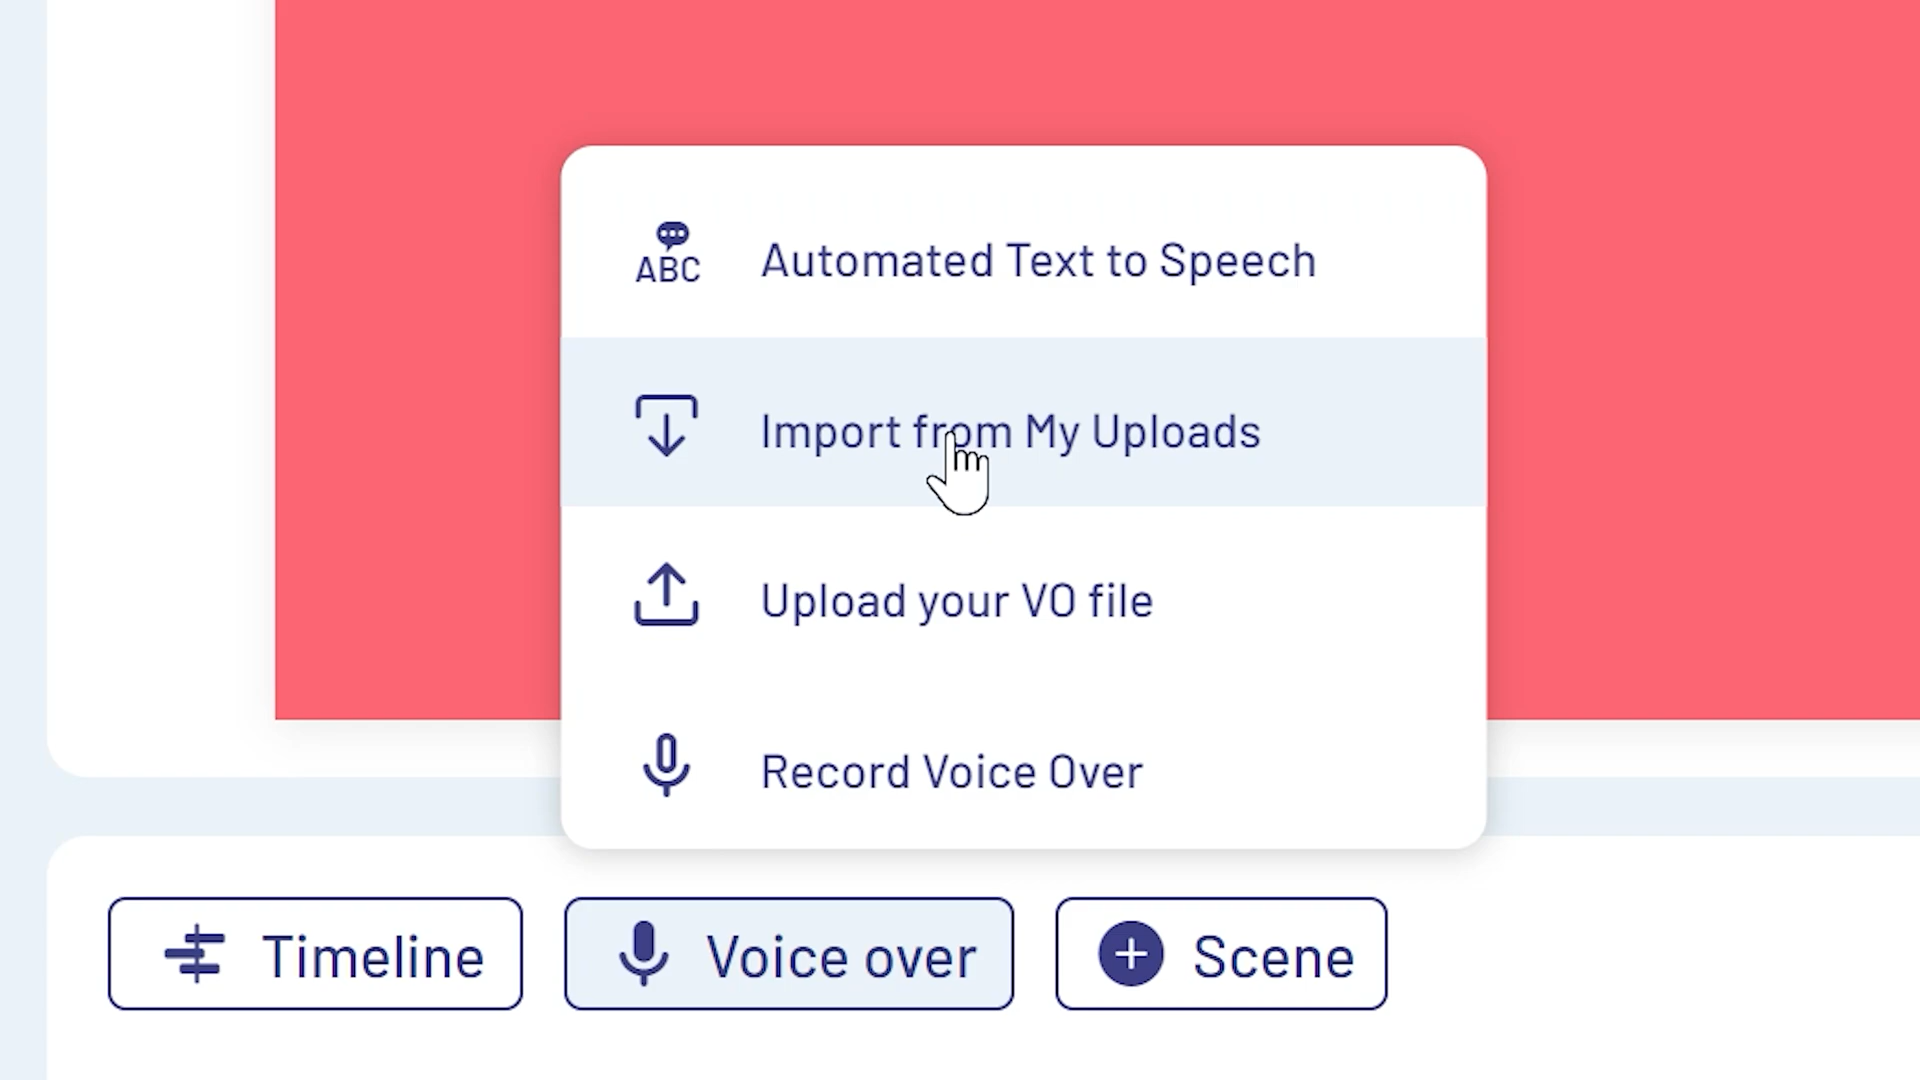 ABC Automated Text to Speech
Import from My Uploads
Upload your VO file
Record Voice Over
Timeline Voice over Scene